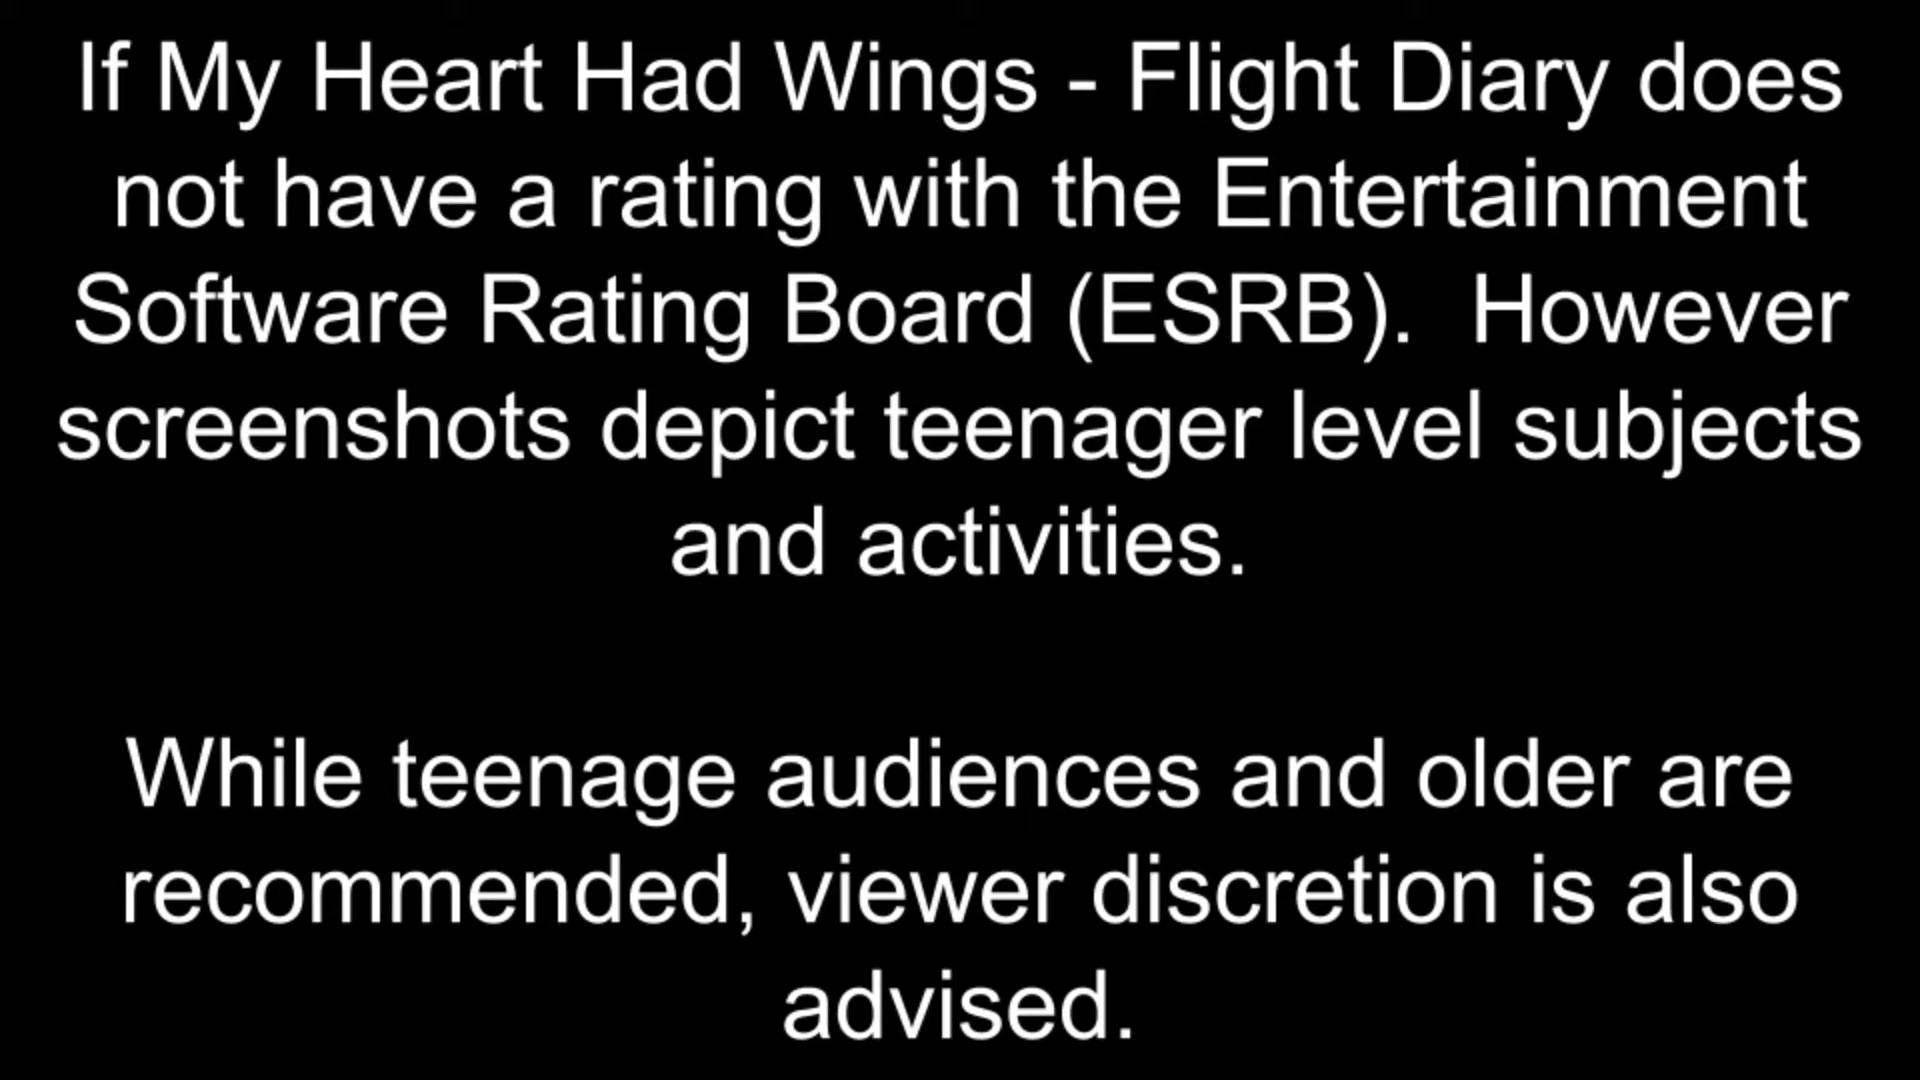 If My Heart Had Wings - Flight Diary does
not have a rating with the Entertainment
Software Rating Board (ESRB).  However
screenshots depict teenager level subjects
and activities.
While teenage audiences and older are
recommended, viewer discretion is also
advised.